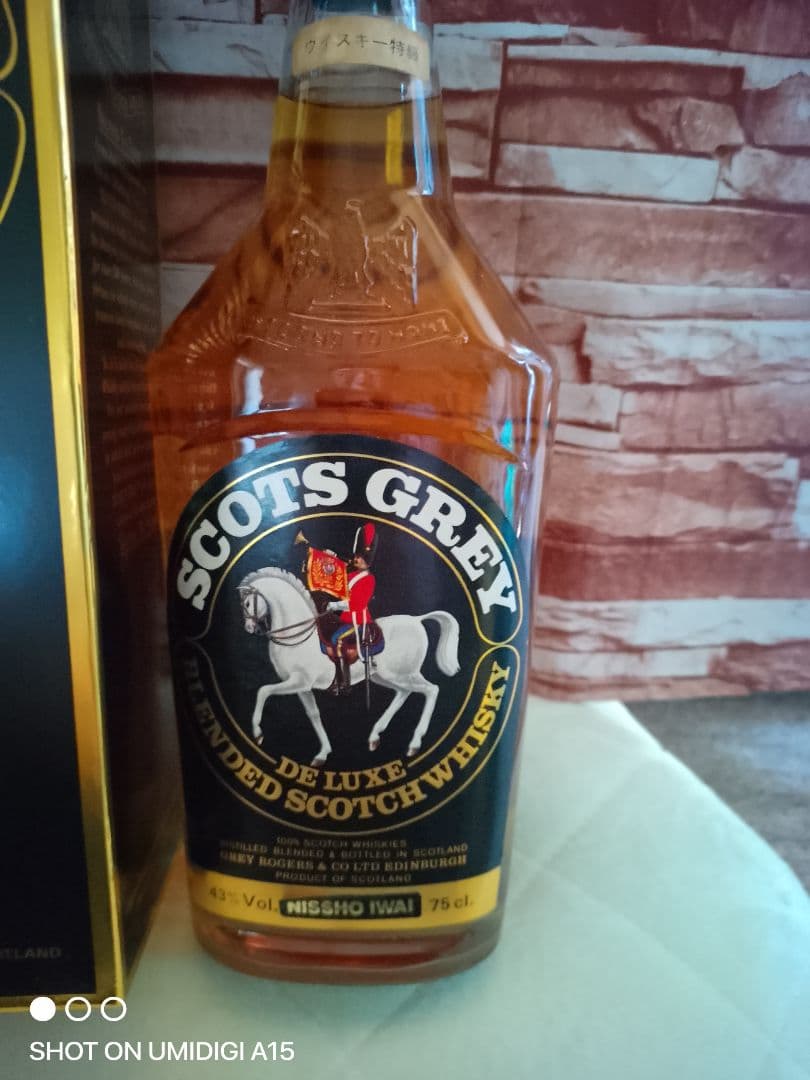 ウイスキー特級
SCOTS GREY
DE LUXE
BLENDED SCOTCH WHISKY
100% SCOTCH WHISKIES
DISTILLED BLENDED & BOTTLED IN SCOTLAND
GREY ROGERS & CO LTD EDINBURGH
PRODUCT OF SCOTLAND
43% Vol. NISSHO IWAI 75 cl.
SHOT ON UMIDIGI A15